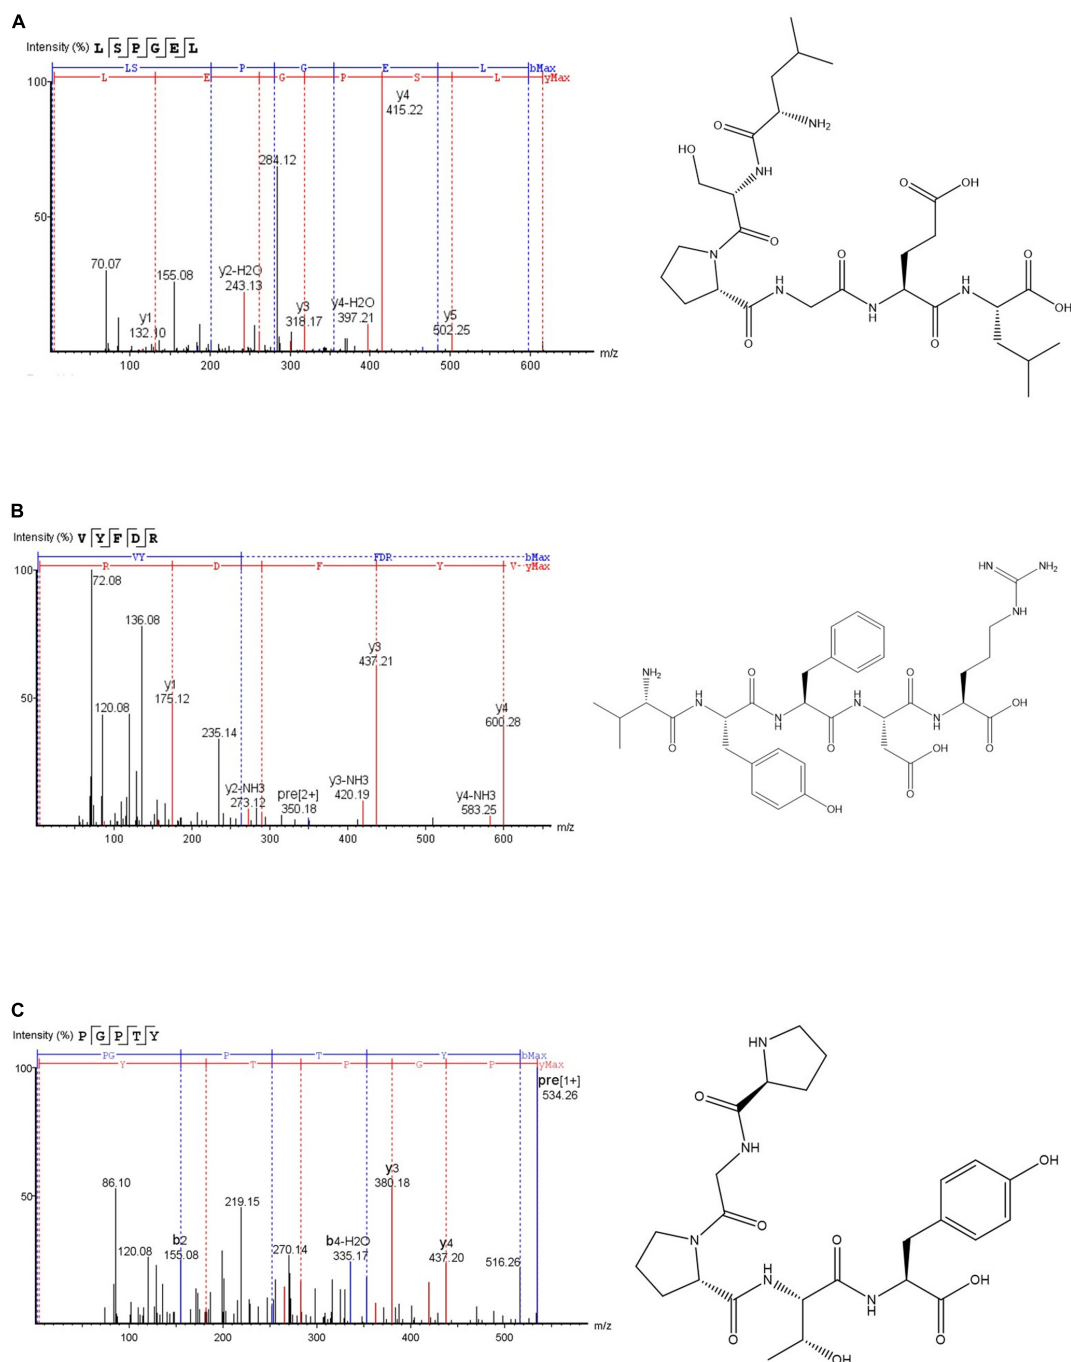 A
Intensity (%) L S P G E L
LS P G E L bMax
L E G P S L yMax
100
y4
415.22
284.12
50
70.07
155.08
y2-H2O
243.13
y1
132.10
y3
318.17
y4-H2O
397.21
y5
502.25
100 200 300 400 500 600 m/z
O
NH2
HO
NH
O
N
O
H
N
O
O
OH
N
H
O
H
N
O
OH
B
Intensity (%) V Y F D R
VY FDR bMax
R D F Y V yMax
100
72.08
136.08
y3
437.21
y1
175.12
50
120.08
y4
600.28
235.14
y2-NH3
273.12
pre[2+]
350.18
y3-NH3
420.19
y4-NH3
583.25
100 200 300 400 500 600 m/z
HN
NH2
NH
NH2
O
H
N
O
N
H
O
H
N
O
N
H
O
OH
OH
O
OH
O
C
Intensity (%) P G P T Y
PG P T Y bMax
Y T P G P yMax
100
pre[1+]
534.26
y3
380.18
86.10
50
219.15
120.08
b2
155.08
270.14
b4-H2O
335.17
y4
437.20
516.26
100 200 300 400 500 m/z
HN
O
NH
O
N
O
H
N
O
N
H
O
OH
OH
OH